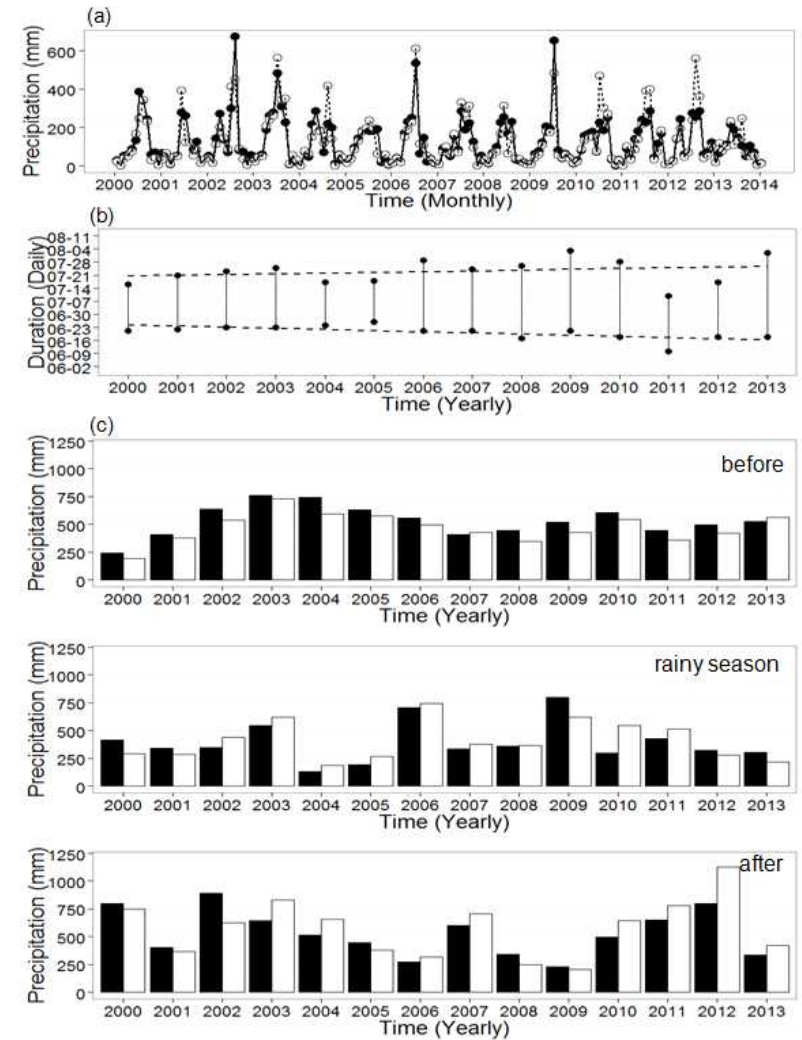 (a)
Precipitation (mm)
600
400
200
0
2000 2001 2002 2003 2004 2005 2006 2007 2008 2009 2010 2011 2012 2013 2014
Time (Monthly)
(b)
Duration (Daily)
08-11
08-04
07-28
07-21
07-14
07-07
06-30
06-23
06-16
06-09
06-02
2000 2001 2002 2003 2004 2005 2006 2007 2008 2009 2010 2011 2012 2013
Time (Yearly)
(c)
Precipitation (mm)
1250
1000
750
500
250
0
before
2000 2001 2002 2003 2004 2005 2006 2007 2008 2009 2010 2011 2012 2013
Time (Yearly)
Precipitation (mm)
1250
1000
750
500
250
0
rainy season
2000 2001 2002 2003 2004 2005 2006 2007 2008 2009 2010 2011 2012 2013
Time (Yearly)
Precipitation (mm)
1250
1000
750
500
250
0
after
2000 2001 2002 2003 2004 2005 2006 2007 2008 2009 2010 2011 2012 2013
Time (Yearly)